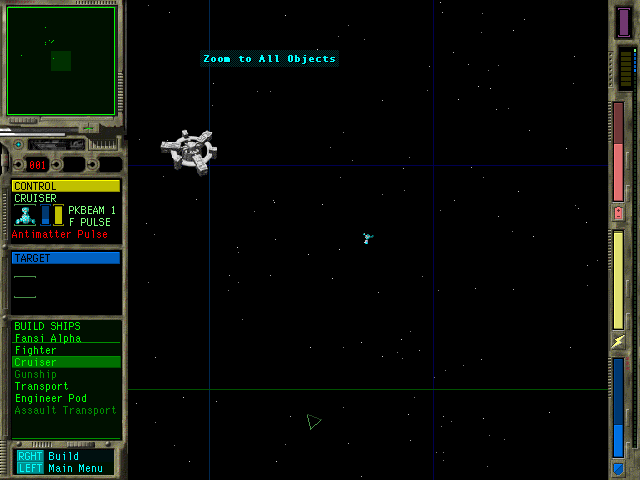 Zoom to All Objects
001
CONTROL
CRUISER
PKBEAM 1
F PULSE
Antimatter Pulse
TARGET
BUILD SHIPS
Fansi Alpha
Fighter
Cruiser
Gunship
Transport
Engineer Pod
Assault Transport
RGHT Build
LEFT Main Menu